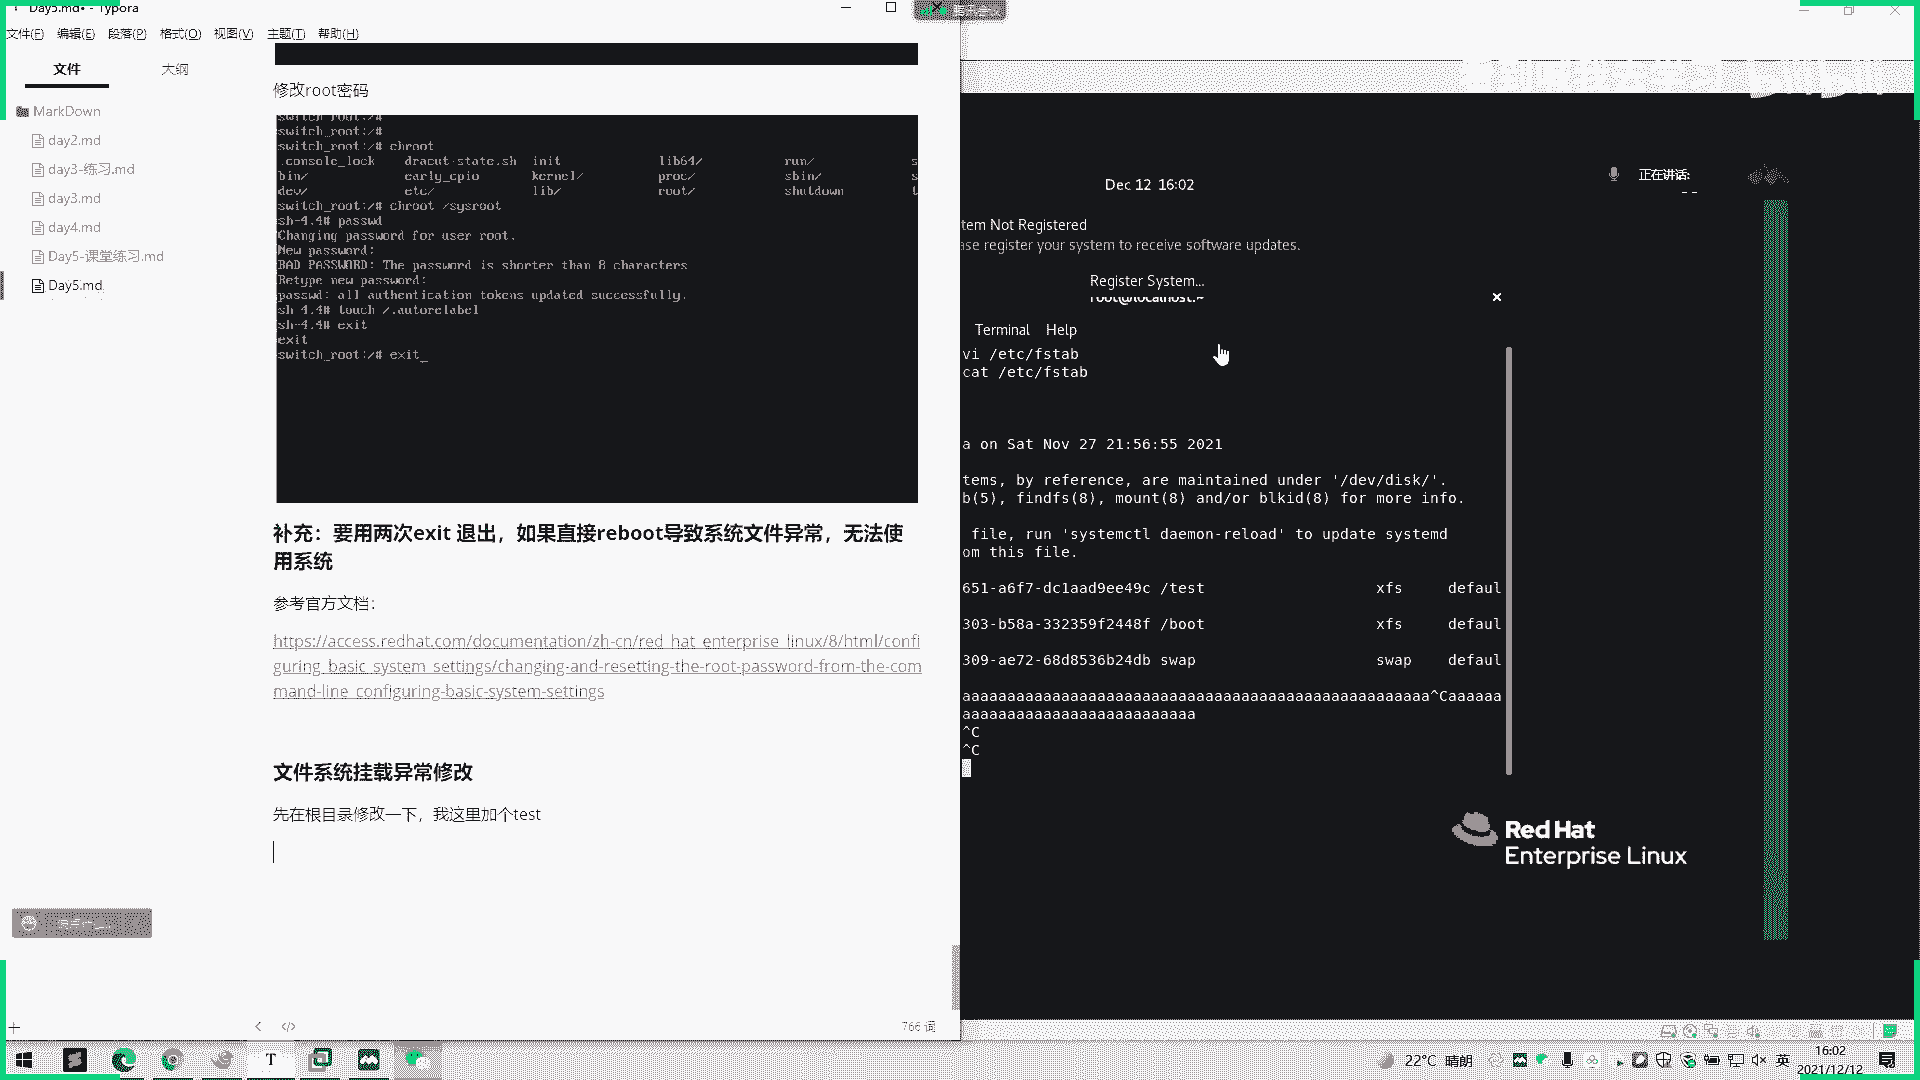 Day5.md• - Typora
文件(F) 编辑(E) 段落(P) 格式(O) 视图(V) 主题(T) 帮助(H)
文件 大纲
MarkDown
day2.md
day3-练习.md
day3.md
day4.md
Day5-课堂练习.md
Day5.md
修改root密码
switch_root:/#
switch_root:/#
switch_root:/# chroot
.console_lock dracut-state.sh init lib64/ run/ s
bin/ early_cpio kernel/ proc/ sbin/ s
dev/ etc/ lib/ root/ shutdown t
switch_root:/# chroot /sysroot
sh-4.4# passwd
Changing password for user root.
New password:
BAD PASSWORD: The password is shorter than 8 characters
Retype new password:
passwd: all authentication tokens updated successfully.
sh-4.4# touch /.autorelabel
sh-4.4# exit
exit
switch_root:/# exit_
补充：要用两次exit 退出，如果直接reboot导致系统文件异常，无法使
用系统
参考官方文档：
https://access.redhat.com/documentation/zh-cn/red_hat_enterprise_linux/8/html/confi
guring_basic_system_settings/changing-and-resetting-the-root-password-from-the-com
mand-line_configuring-basic-system-settings
文件系统挂载异常修改
先在根目录修改一下，我这里加个test
766 词
Dec 12 16:02
正在讲话:
tem Not Registered
ase register your system to receive software updates.
Register System...
root@localhost:~
Terminal Help
vi /etc/fstab
cat /etc/fstab
a on Sat Nov 27 21:56:55 2021
tems, by reference, are maintained under '/dev/disk/'.
b(5), findfs(8), mount(8) and/or blkid(8) for more info.
file, run 'systemctl daemon-reload' to update systemd
om this file.
651-a6f7-dc1aad9ee49c /test xfs defaul
303-b58a-332359f2448f /boot xfs defaul
309-ae72-68d8536b24db swap swap defaul
aaaaaaaaaaaaaaaaaaaaaaaaaaaaaaaaaaaaaaaaaaaaaaaaaaaa^Caaaaaa
aaaaaaaaaaaaaaaaaaaaaaaaaa
^C
^C
Red Hat
Enterprise Linux
22°C 晴朗
英
16:02
2021/12/12